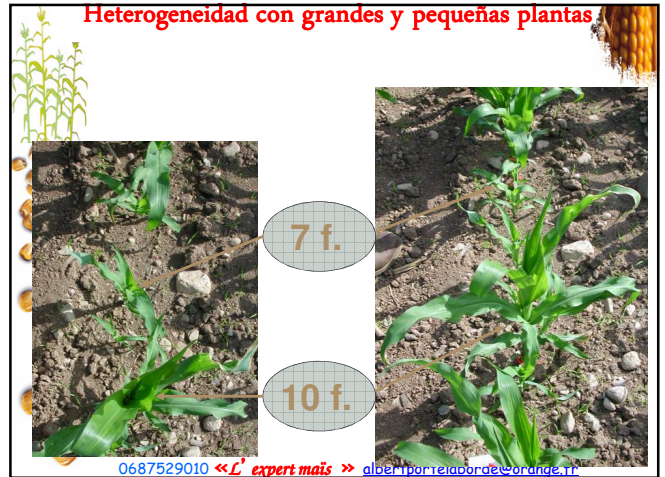 Heterogeneidad con grandes y pequeñas plantas
7 f.
10 f.
0687529010 «L’ expert maïs » albertportelaborde@orange.fr